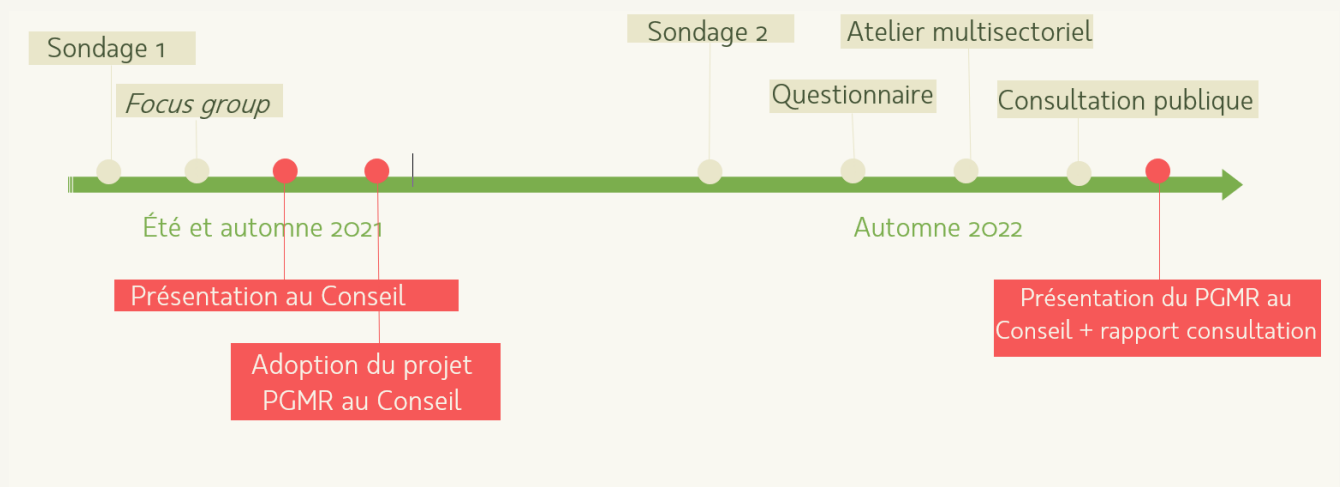 Sondage 1
Focus group
Sondage 2
Atelier multisectoriel
Questionnaire
Consultation publique
Été et automne 2021
Automne 2022
Présentation au Conseil
Adoption du projet
PGMR au Conseil
Présentation du PGMR au
Conseil + rapport consultation